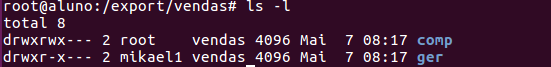 root@aluno:/export/vendas# ls -l
total 8
drwxrwx--- 2 root    vendas 4096 Mai  7 08:17 comp
drwxr-x--- 2 mikael1 vendas 4096 Mai  7 08:17 ger